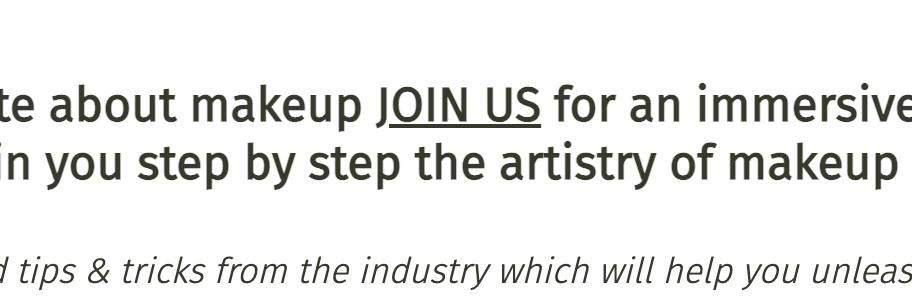 te about makeup JOIN US for an immersive
in you step by step the artistry of makeup
d tips & tricks from the industry which will help you unleas